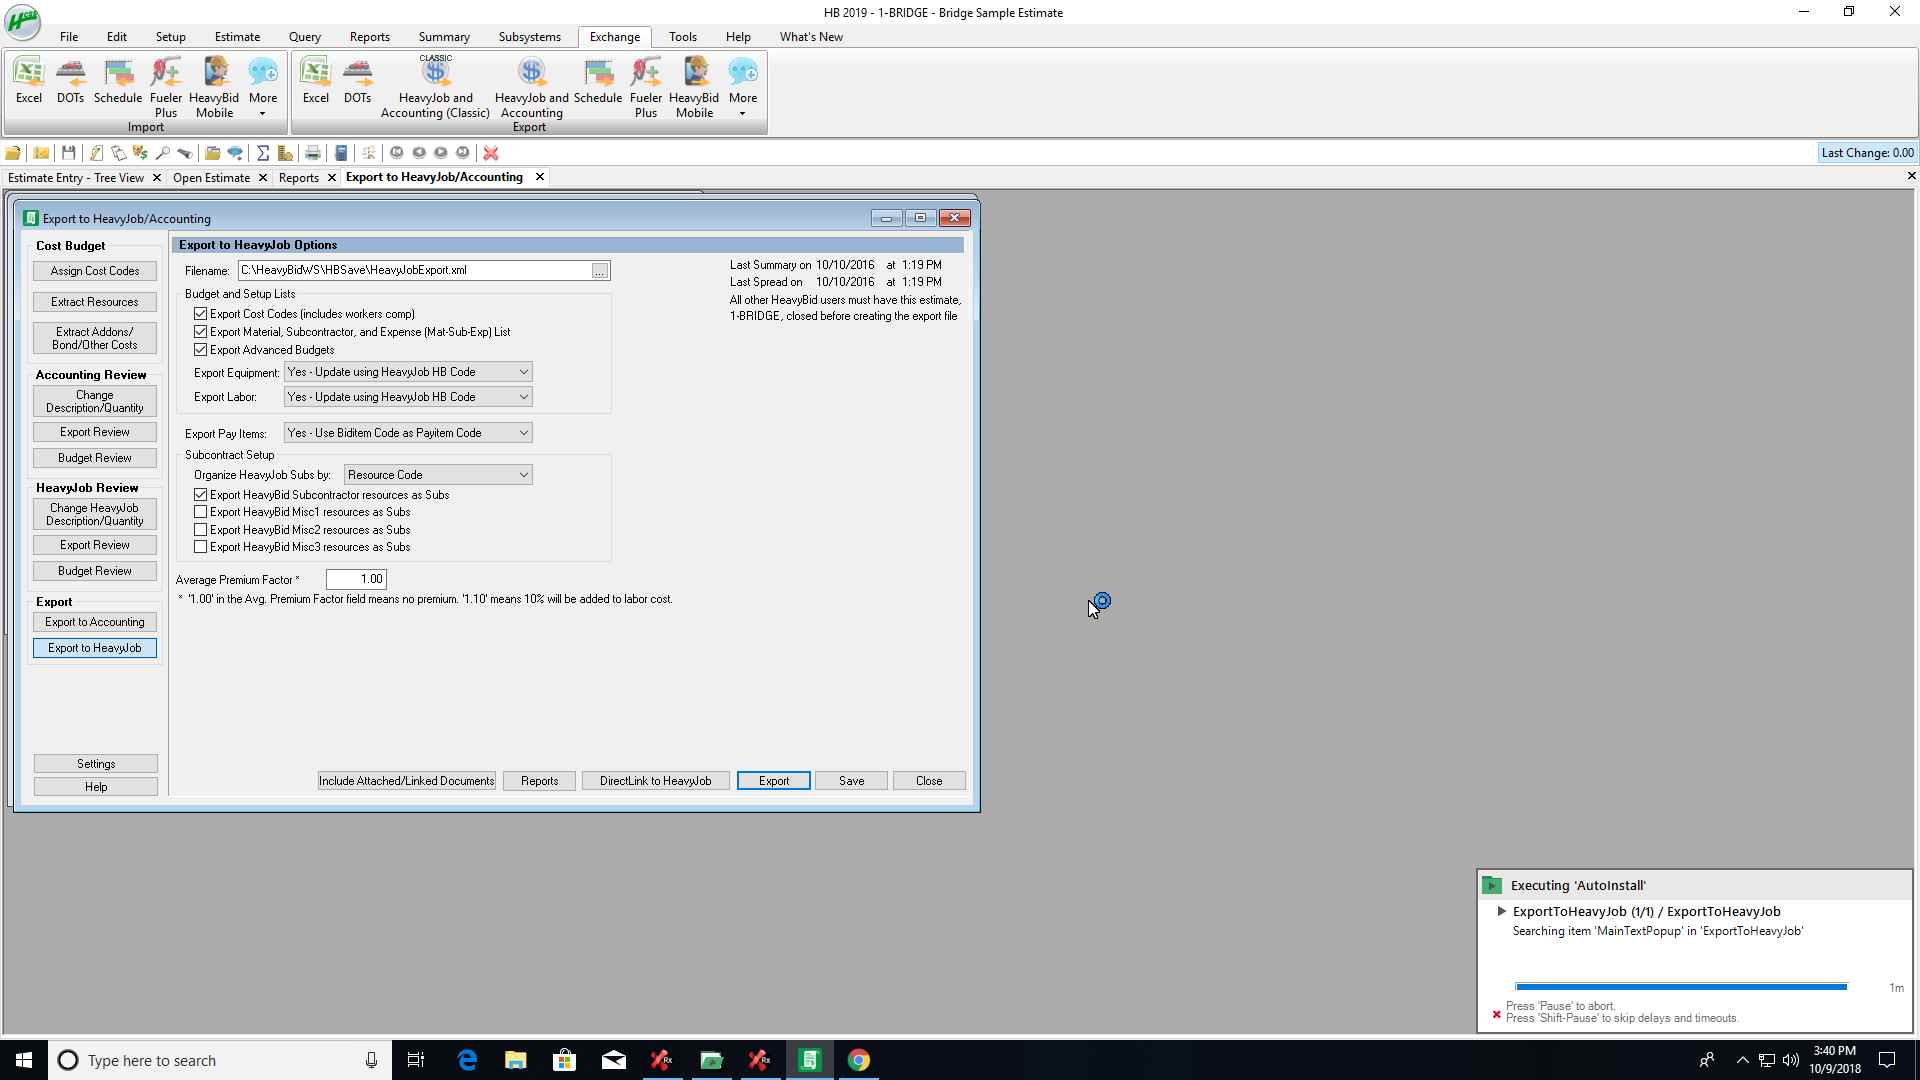 HB 2019 - 1-BRIDGE - Bridge Sample Estimate
File Edit Setup Estimate Query Reports Summary Subsystems Exchange Tools Help What's New
CLASSIC
Excel DOTs Schedule Fueler Plus HeavyBid Mobile More Excel DOTs HeavyJob and Accounting (Classic) HeavyJob and Accounting Schedule Fueler Plus HeavyBid Mobile More
Import Export
Last Change: 0.00
Estimate Entry - Tree View Open Estimate Reports Export to HeavyJob/Accounting
Export to HeavyJob/Accounting
Cost Budget
Assign Cost Codes
Extract Resources
Extract Addons/
Bond/Other Costs
Accounting Review
Change
Description/Quantity
Export Review
Budget Review
HeavyJob Review
Change HeavyJob
Description/Quantity
Export Review
Budget Review
Export
Export to Accounting
Export to HeavyJob
Settings
Help
Export to HeavyJob Options
Filename: C:\HeavyBidWS\HBSave\HeavyJobExport.xml ...
Last Summary on 10/10/2016 at 1:19 PM
Last Spread on 10/10/2016 at 1:19 PM
All other HeavyBid users must have this estimate,
1-BRIDGE, closed before creating the export file
Budget and Setup Lists
Export Cost Codes (includes workers comp)
Export Material, Subcontractor, and Expense (Mat-Sub-Exp) List
Export Advanced Budgets
Export Equipment: Yes - Update using HeavyJob HB Code
Export Labor: Yes - Update using HeavyJob HB Code
Export Pay Items: Yes - Use Biditem Code as Payitem Code
Subcontract Setup
Organize HeavyJob Subs by: Resource Code
Export HeavyBid Subcontractor resources as Subs
Export HeavyBid Misc1 resources as Subs
Export HeavyBid Misc2 resources as Subs
Export HeavyBid Misc3 resources as Subs
Average Premium Factor * 1.00
* '1.00' in the Avg. Premium Factor field means no premium. '1.10' means 10% will be added to labor cost.
Include Attached/Linked Documents Reports DirectLink to HeavyJob Export Save Close
Executing 'AutoInstall'
ExportToHeavyJob (1/1) / ExportToHeavyJob
Searching item 'MainTextPopup' in 'ExportToHeavyJob'
1m
Press 'Pause' to abort.
Press 'Shift-Pause' to skip delays and timeouts.
Type here to search
3:40 PM
10/9/2018